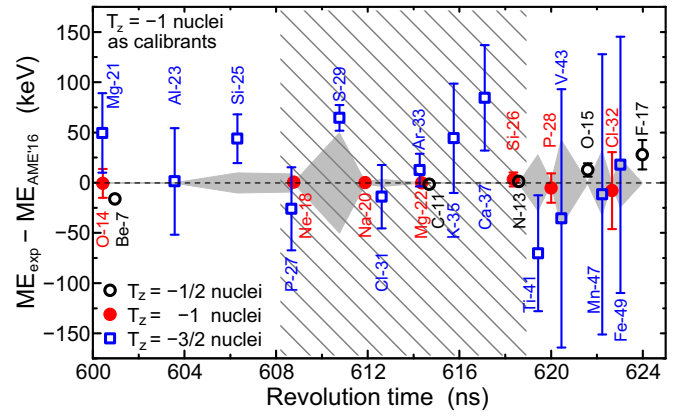 T_z = −1 nuclei
as calibrants
ME_exp − ME_AME'16 (keV)
150
100
50
0
−50
−100
−150
Mg-21
O-14
Be-7
Al-23
Si-25
P-27
Ne-18
S-29
Na-20
Cl-31
Ar-33
Mg-22
C-11
K-35
Ca-37
Si-26
N-13
Ti-41
P-28
V-43
O-15
Mn-47
Cl-32
Fe-49
F-17
T_z = −1/2 nuclei
T_z = −1 nuclei
T_z = −3/2 nuclei
600 604 608 612 616 620 624
Revolution time (ns)